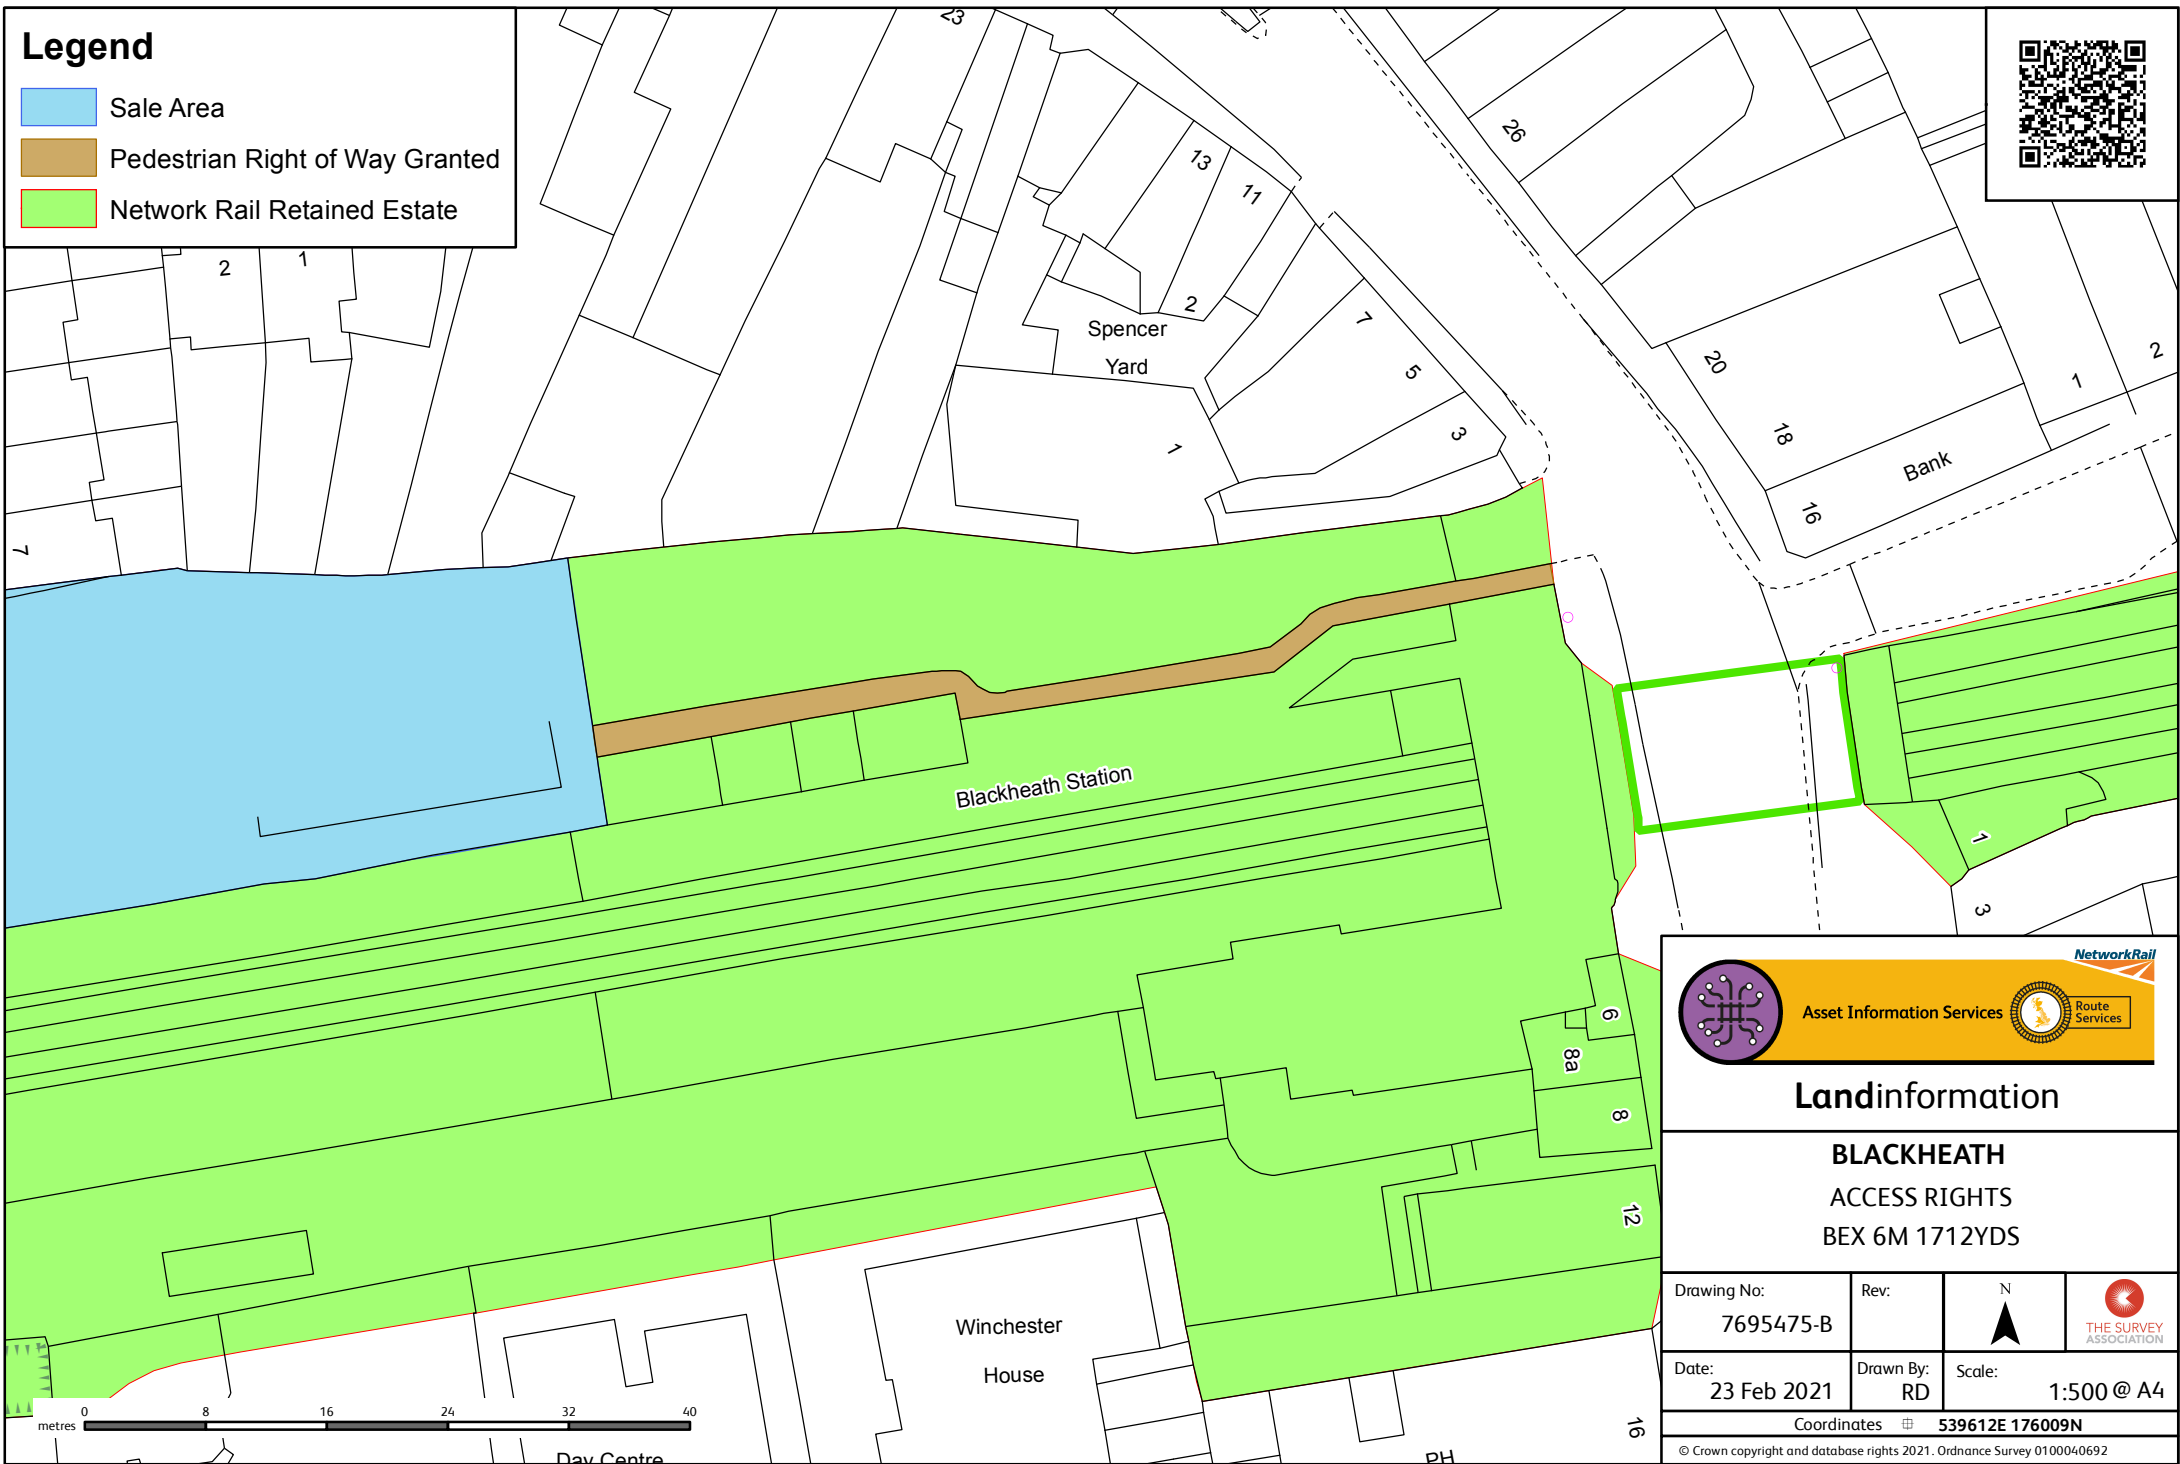 Legend
Sale Area
Pedestrian Right of Way Granted
Network Rail Retained Estate
23
26
13
11
2
1
2
Spencer
Yard
7
5
3
1
20
18
16
Bank
1
2
7
Blackheath Station
1
3
6
8a
8
12
16
Winchester
House
Day Centre
PH
metres
0 8 16 24 32 40
NetworkRail
Asset Information Services
Route
Services
Landinformation
BLACKHEATH
ACCESS RIGHTS
BEX 6M 1712YDS
Drawing No:
7695475-B
Rev:
N
THE SURVEY
ASSOCIATION
Date:
23 Feb 2021
Drawn By:
RD
Scale:
1:500 @ A4
Coordinates 539612E 176009N
© Crown copyright and database rights 2021. Ordnance Survey 0100040692